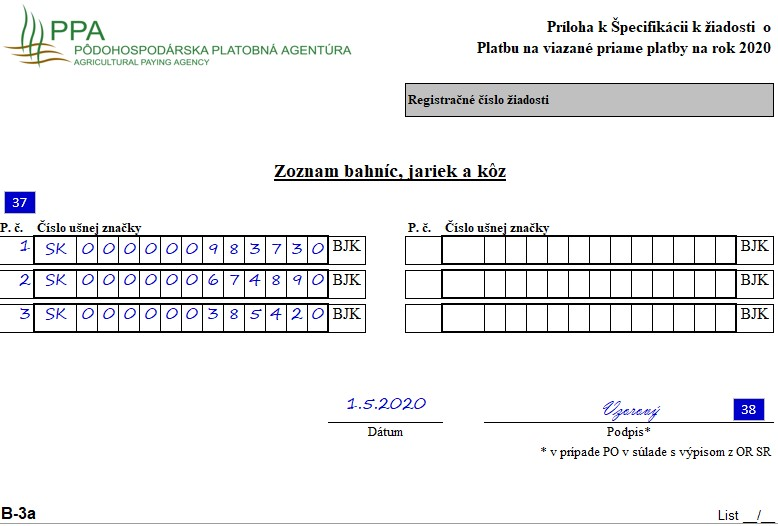 PPA
PÔDOHOSPODÁRSKA PLATOBNÁ AGENTÚRA
AGRICULTURAL PAYING AGENCY
Príloha k Špecifikácii k žiadosti o
Platbu na viazané priame platby na rok 2020
Registračné číslo žiadosti
Zoznam bahníc, jariek a kôz
37
P. č. Číslo ušnej značky P. č. Číslo ušnej značky
1 SK 000000983730 BJK BJK
2 SK 000000674890 BJK BJK
3 SK 000000385420 BJK BJK
1.5.2020 Vzorový 38
Dátum Podpis*
* v prípade PO v súlade s výpisom z OR SR
B-3a List __/__